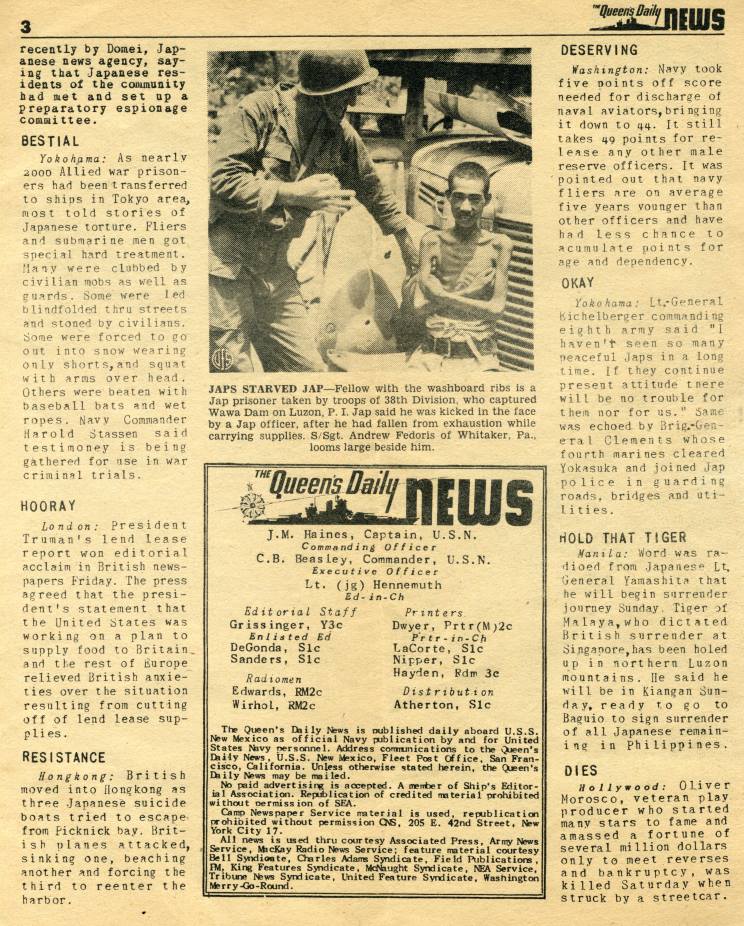 3
THE Queen's Daily NEWS
recently by Domei, Jap-
anese news agency, say-
ing that Japanese res-
idents of the community
had met and set up a
preparatory espionage
committee.
BESTIAL
Yokohama: As nearly
2000 Allied war prison-
ers had been transferred
to ships in Tokyo area,
most told stories of
Japanese torture. Fliers
and submarine men got
special hard treatment.
Many were clubbed by
civilian mobs as well as
guards. Some were led
blindfolded thru streets
and stoned by civilians.
Some were forced to go
out into snow wearing
only shorts,and squat
with arms over head.
Others were beaten with
baseball bats and wet
ropes. Navy Commander
Harold Stassen said
testimoney is being
gathered for use in war
criminal trials.
HOORAY
London: President
Truman's lend lease
report won editorial
acclaim in British news-
papers Friday. The press
agreed that the presi-
dent's statement that
the United States was
working on a plan to
supply food to Britain
and the rest of Europe
relieved British anxie-
ties over the situation
resulting from cutting
off of lend lease sup-
plies.
RESISTANCE
Hongkong: British
moved into Hongkong as
three Japanese suicide
boats tried to escape
from Picknick bay. Brit-
ish planes attacked,
sinking one, beaching
another and forcing the
third to reenter the
harbor.
JAPS STARVED JAP—Fellow with the washboard ribs is a
Jap prisoner taken by troops of 38th Division, who captured
Wawa Dam on Luzon, P. I. Jap said he was kicked in the face
by a Jap officer, after he had fallen from exhaustion while
carrying supplies. S/Sgt. Andrew Fedoris of Whitaker, Pa.,
looms large beside him.
THE Queen's Daily NEWS
J.M. Haines, Captain, U.S.N.
Commanding Officer
C.B. Beasley, Commander, U.S.N.
Executive Officer
Lt. (jg) Hennemuth
Ed-in-Ch
Editorial Staff
Grissinger, Y3c
Enlisted Ed
DeGonda, S1c
Sanders, S1c
Radiomen
Edwards, RM2c
Wirhol, RM2c
Printers
Dwyer, Prtr(M)2c
Prtr-in-Ch
LaCorte, S1c
Nipper, S1c
Hayden, Rdm 3c
Distribution
Atherton, S1c
The Queen's Daily News is published daily aboard U.S.S.
New Mexico as official Navy publication by and for United
States Navy personnel. Address communications to the Queen's
Daily News, U.S.S. New Mexico, Fleet Post Office, San Fran-
cisco, California. Unless otherwise stated herein, the Queen's
Daily News may be mailed.
No paid advertising is accepted. A member of Ship's Editor-
ial Association. Republication of credited material prohibited
without permission of SEA.
Camp Newspaper Service material is used, republication
prohibited without permission CNS, 205 E. 42nd Street, New
York City 17.
All news is used thru courtesy Associated Press, Army News
Service, MacKay Radio News Service; feature material courtesy
Bell Syndicate, Charles Adams Syndicate, Field Publications,
PM, King Features Syndicate, McNaught Syndicate, NEA Service,
Tribune News Syndicate, United Feature Syndicate, Washington
Merry-Go-Round.
DESERVING
Washington: Navy took
five points off score
needed for discharge of
naval aviators,bringing
it down to 44. It still
takes 49 points for re-
lease any other male
reserve officers. It was
pointed out that navy
fliers are on average
five years vounger than
other officers and have
had less chance to
acumulate points for
age and dependency.
OKAY
Yokohama: Lt.-General
Eichelberger commanding
eighth army said "I
haven't seen so many
peaceful Japs in a long
time. If they continue
present attitude there
will be no trouble for
them nor for us." Same
was echoed by Brig.-Gen-
eral Clements whose
fourth marines cleared
Yokasuka and joined Jap
police in guarding
roads, bridges and uti-
lities.
HOLD THAT TIGER
Manila: Word was ra-
dioed from Japanese Lt.
General Yamashita that
he will begin surrender
journey Sunday. Tiger of
Malaya,who dictated
British surrender at
Singapore,has been holed
up in northern Luzon
mountains. He said he
will be in Kiangan Sun-
day, ready to go to
Baguio to sign surrender
of all Japanese remain-
ing in Philippines.
DIES
Hollywood: Oliver
Morosco, veteran play
producer who started
many stars to fame and
amassed a fortune of
several million dollars
only to meet reverses
and bankruptcy, was
killed Saturday when
struck by a streetcar.